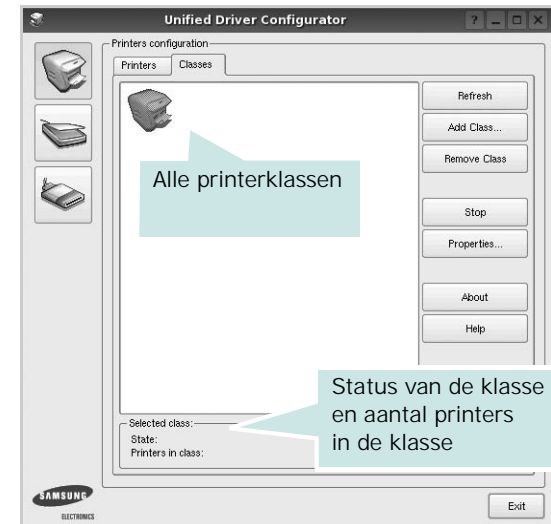 Unified Driver Configurator
Printers configuration
Printers Classes
Refresh
Add Class...
Remove Class
Alle printerklassen
Stop
Properties...
About
Help
Status van de klasse
en aantal printers
in de klasse
Selected class:
State:
Printers in class:
SAMSUNG
ELECTRONICS
Exit